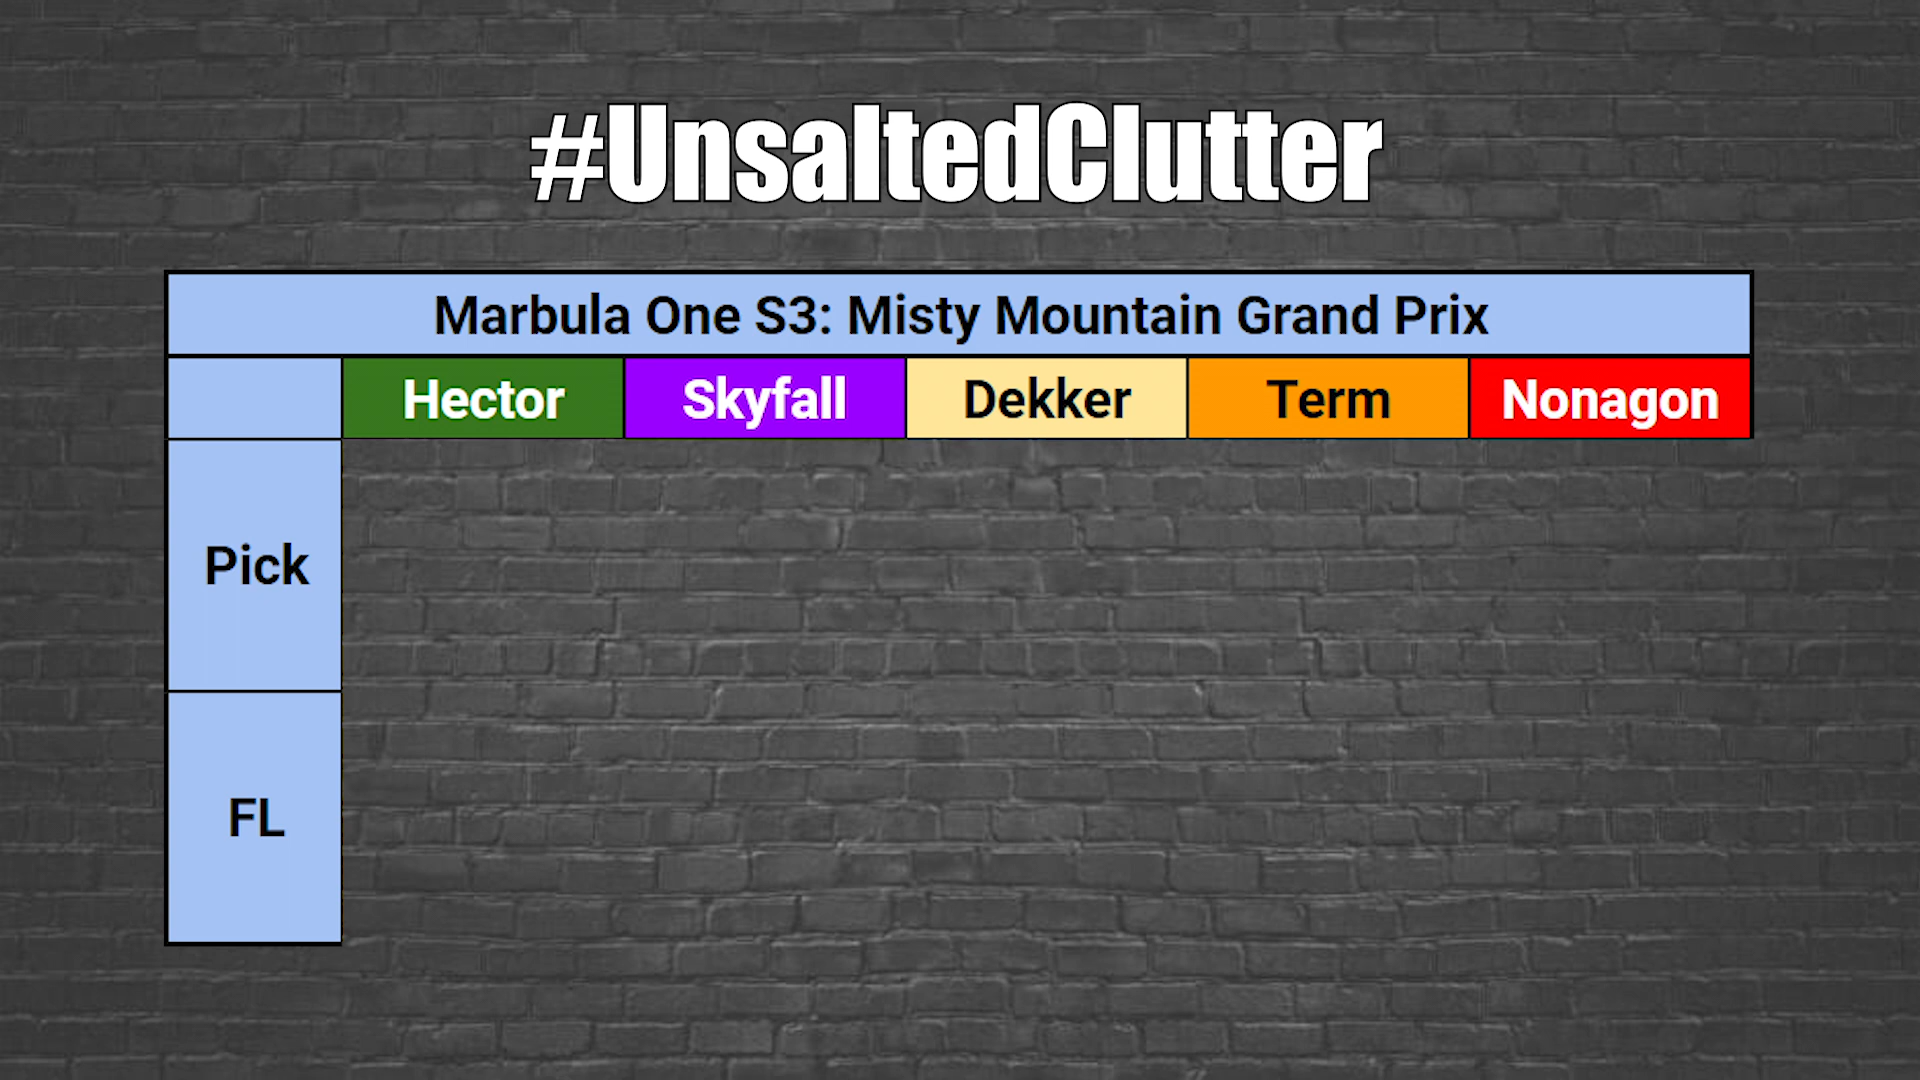 #UnsaltedClutter
Marbula One S3: Misty Mountain Grand Prix
Hector Skyfall Dekker Term Nonagon
Pick
FL